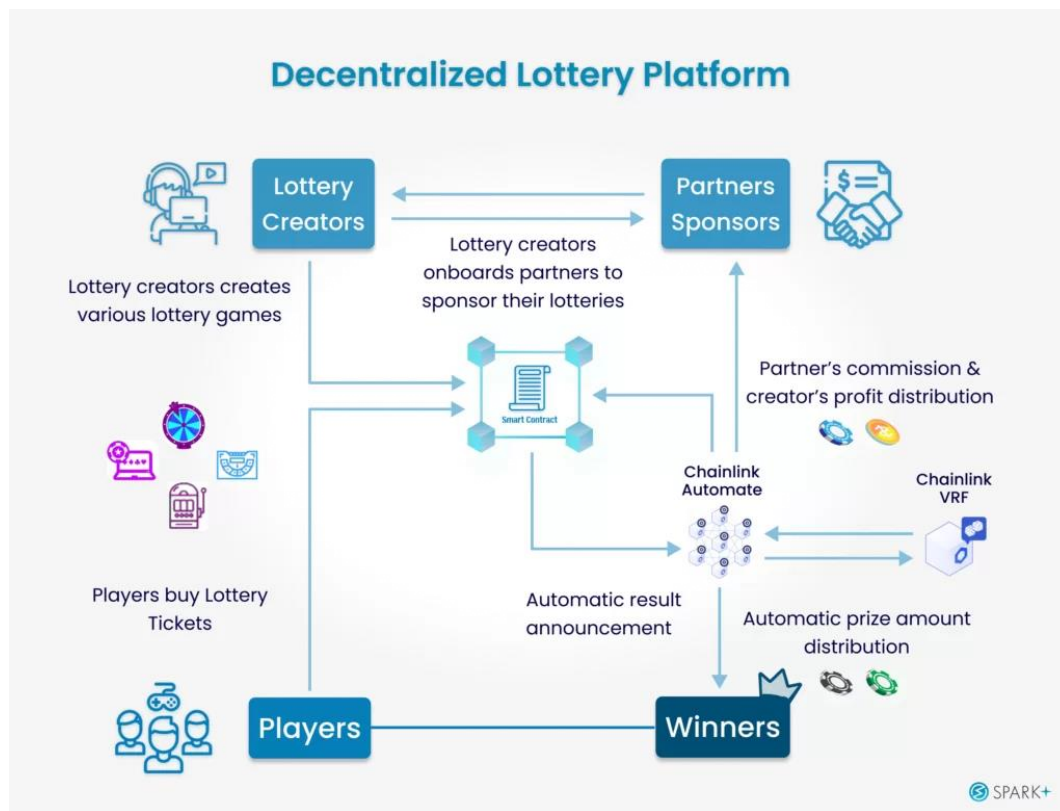 Decentralized Lottery Platform
Lottery
Creators
Partners
Sponsors
Lottery creators
onboards partners to
sponsor their lotteries
Lottery creators creates
various lottery games
Smart Contract
Partner's commission &
creator's profit distribution
Chainlink
Automate
Chainlink
VRF
Players buy Lottery
Tickets
Automatic result
announcement
Automatic prize amount
distribution
Players
Winners
SPARK+